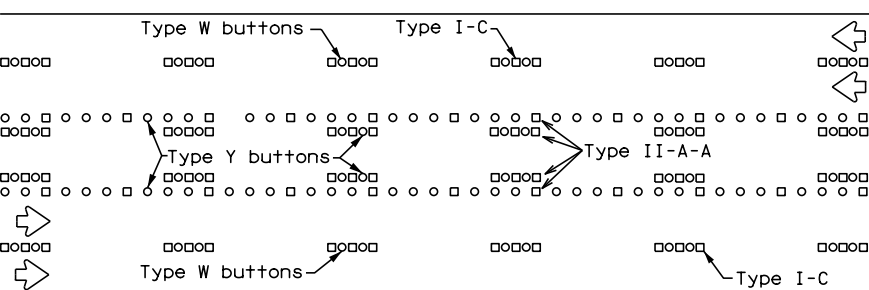 Type W buttons
Type I-C
Type Y buttons
Type II-A-A
Type W buttons
Type I-C